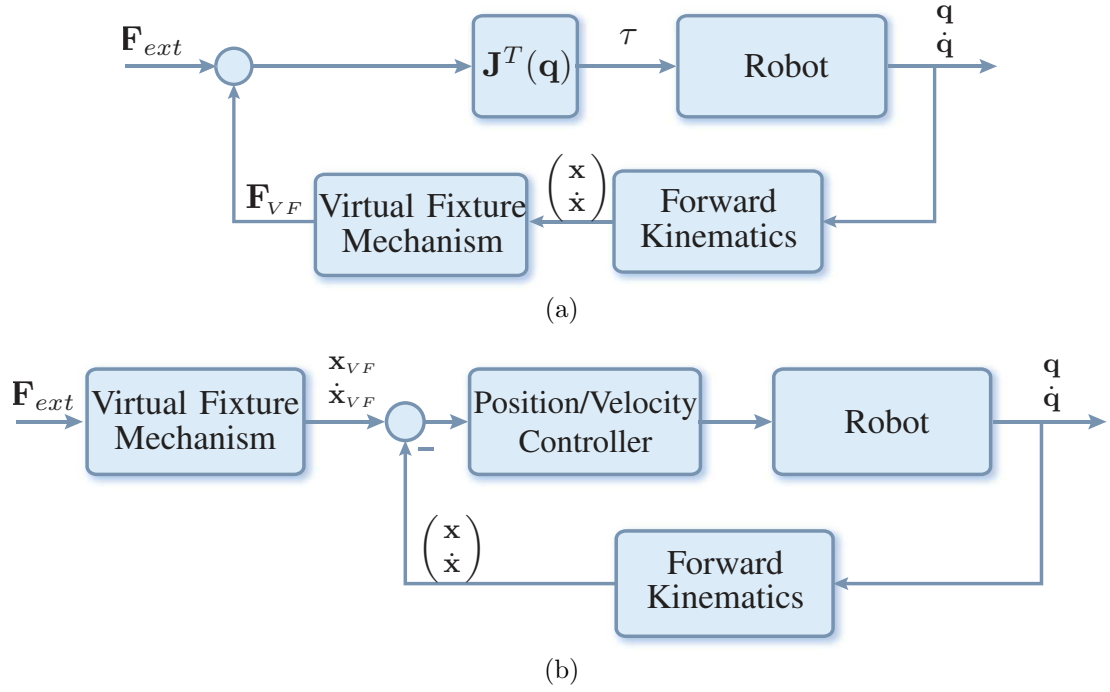 F_ext
J^T(q)
τ
Robot
q
q̇
F_VF
Virtual Fixture
Mechanism
(x
ẋ)
Forward
Kinematics
(a)
F_ext
Virtual Fixture
Mechanism
x_VF
ẋ_VF
−
Position/Velocity
Controller
Robot
q
q̇
(x
ẋ)
Forward
Kinematics
(b)